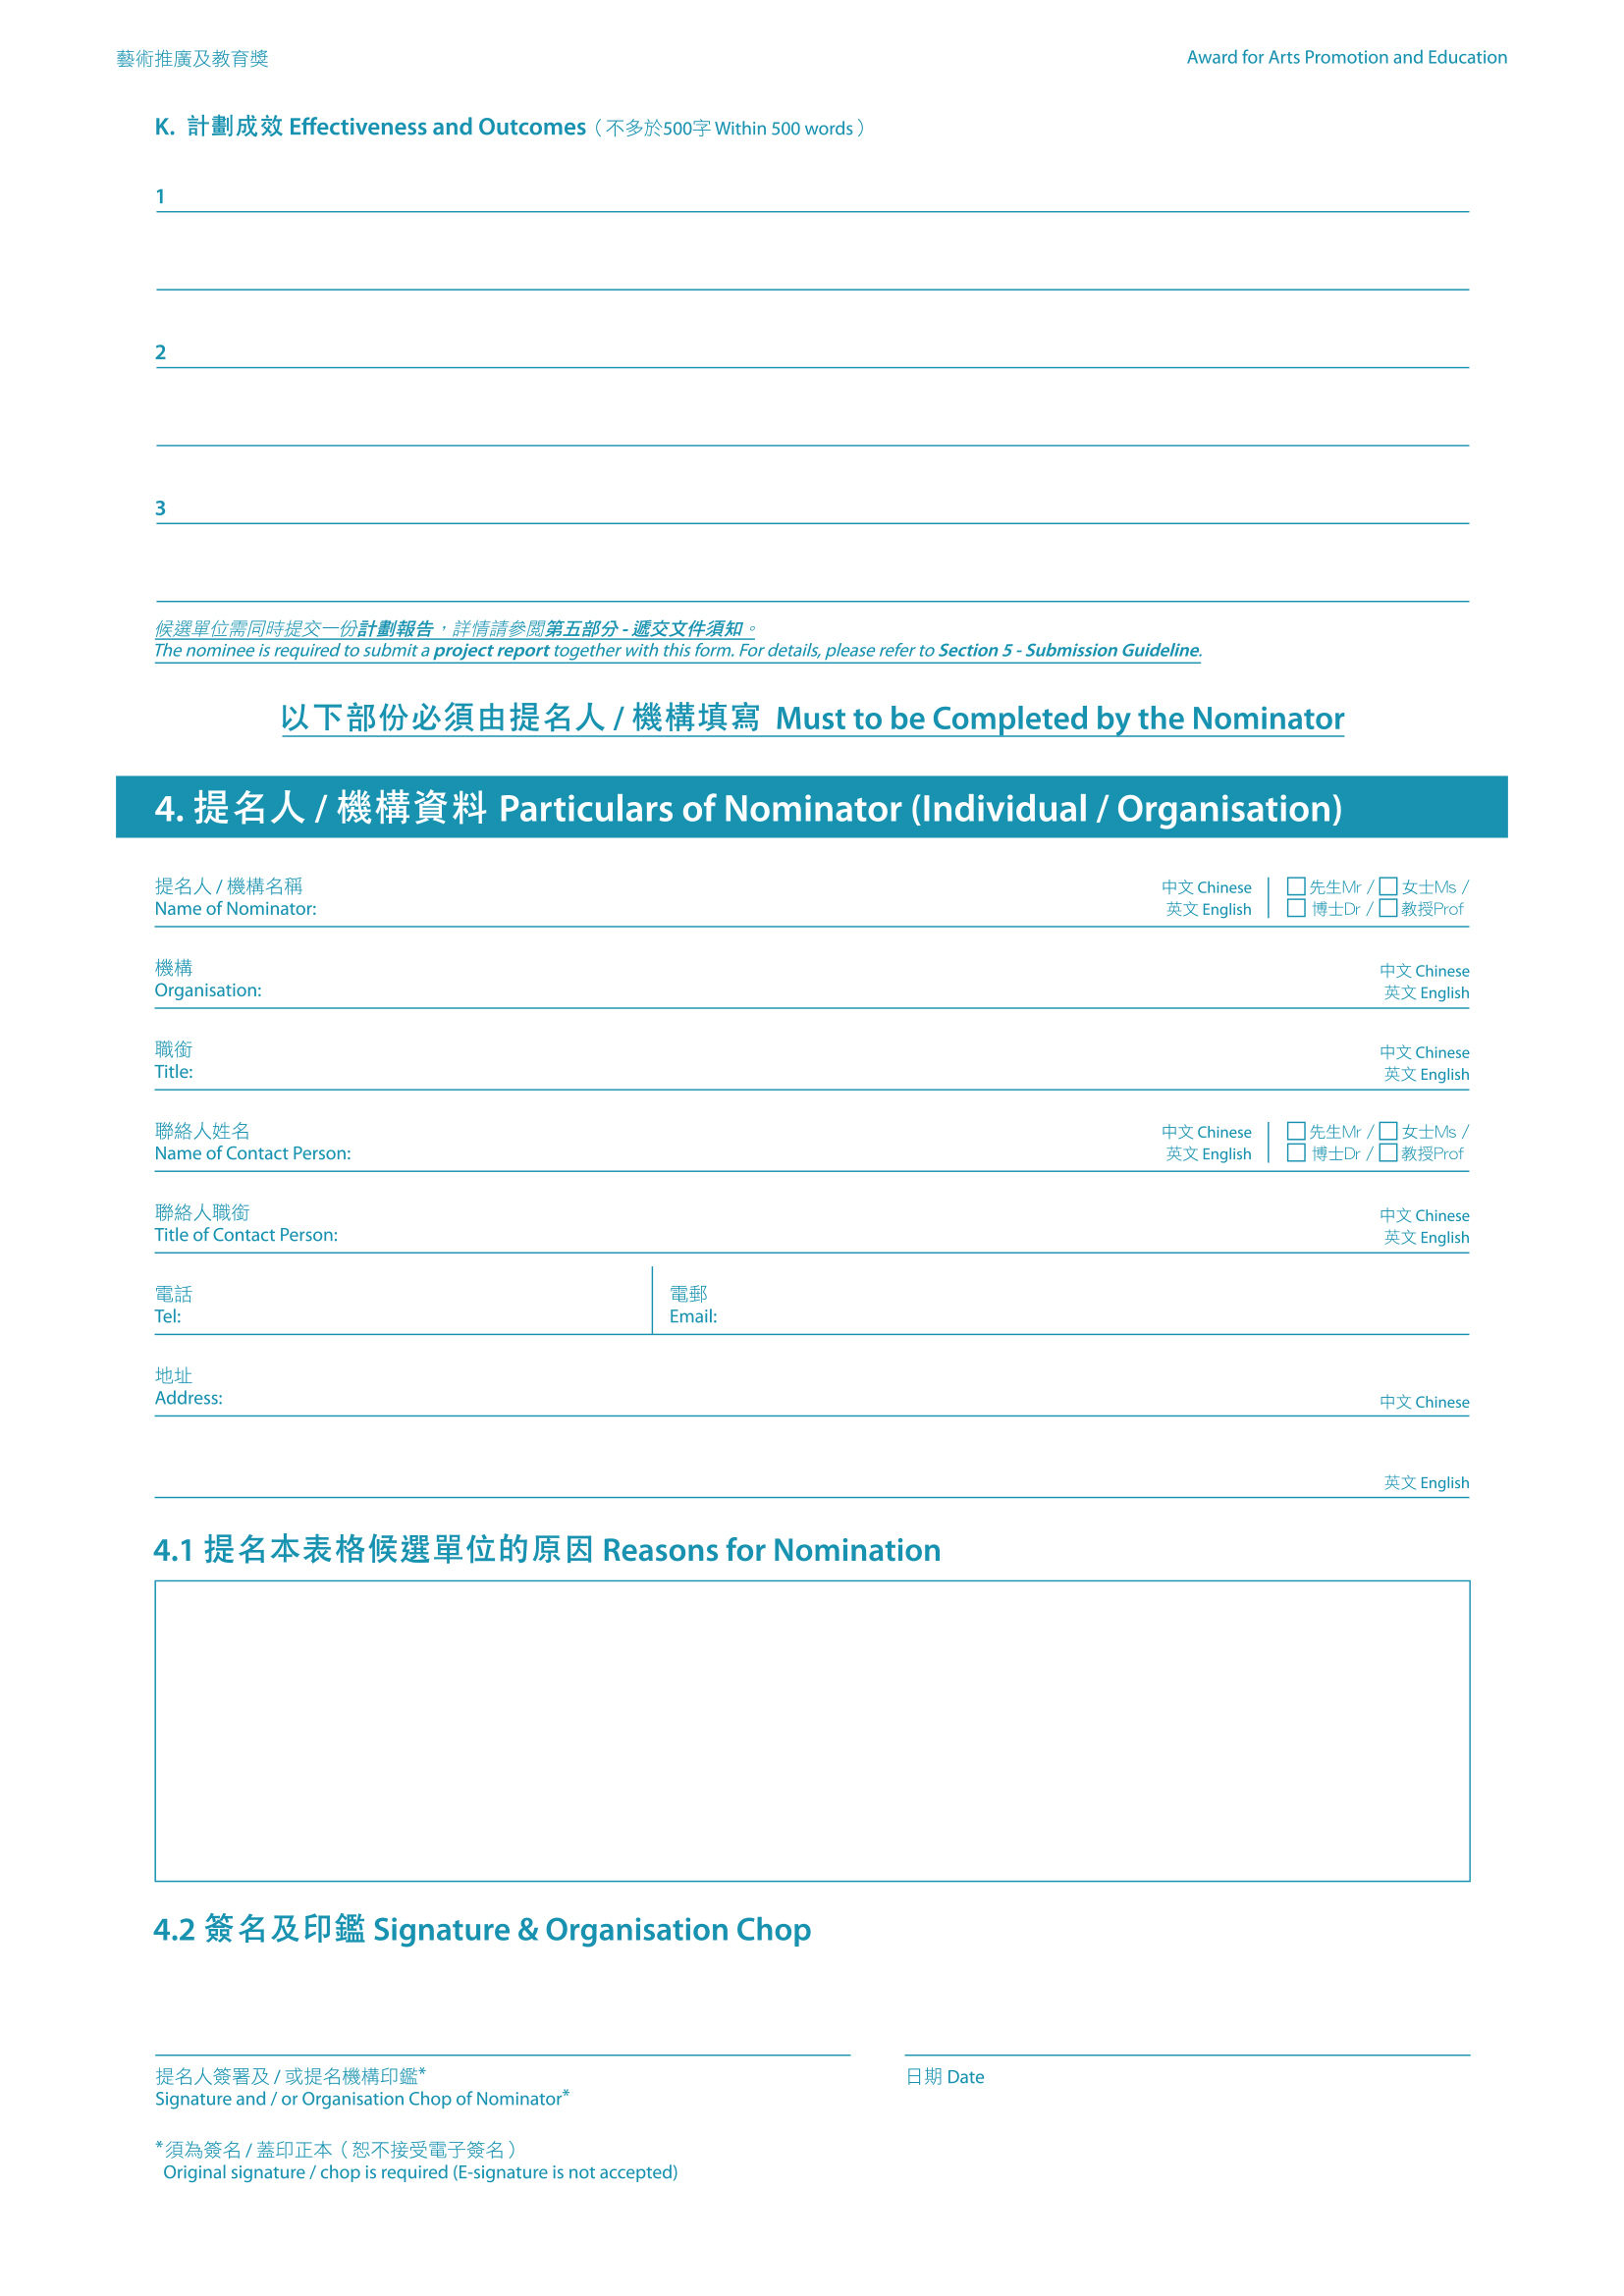 藝術推廣及教育獎
Award for Arts Promotion and Education
K. 計劃成效 Effectiveness and Outcomes（不多於500字 Within 500 words）
1
2
3
候選單位需同時提交一份計劃報告，詳情請參閱第五部分 - 遞交文件須知。
The nominee is required to submit a project report together with this form. For details, please refer to Section 5 - Submission Guideline.
以下部份必須由提名人 / 機構填寫 Must to be Completed by the Nominator
4. 提名人 / 機構資料 Particulars of Nominator (Individual / Organisation)
提名人 / 機構名稱 中文 Chinese 先生Mr / 女士Ms /
Name of Nominator: 英文 English 博士Dr / 教授Prof
機構 中文 Chinese
Organisation: 英文 English
職銜 中文 Chinese
Title: 英文 English
聯絡人姓名 中文 Chinese 先生Mr / 女士Ms /
Name of Contact Person: 英文 English 博士Dr / 教授Prof
聯絡人職銜 中文 Chinese
Title of Contact Person: 英文 English
電話 電郵
Tel: Email:
地址
Address: 中文 Chinese
英文 English
4.1 提名本表格候選單位的原因 Reasons for Nomination
4.2 簽名及印鑑 Signature & Organisation Chop
提名人簽署及 / 或提名機構印鑑* 日期 Date
Signature and / or Organisation Chop of Nominator*
*須為簽名 / 蓋印正本（恕不接受電子簽名）
Original signature / chop is required (E-signature is not accepted)